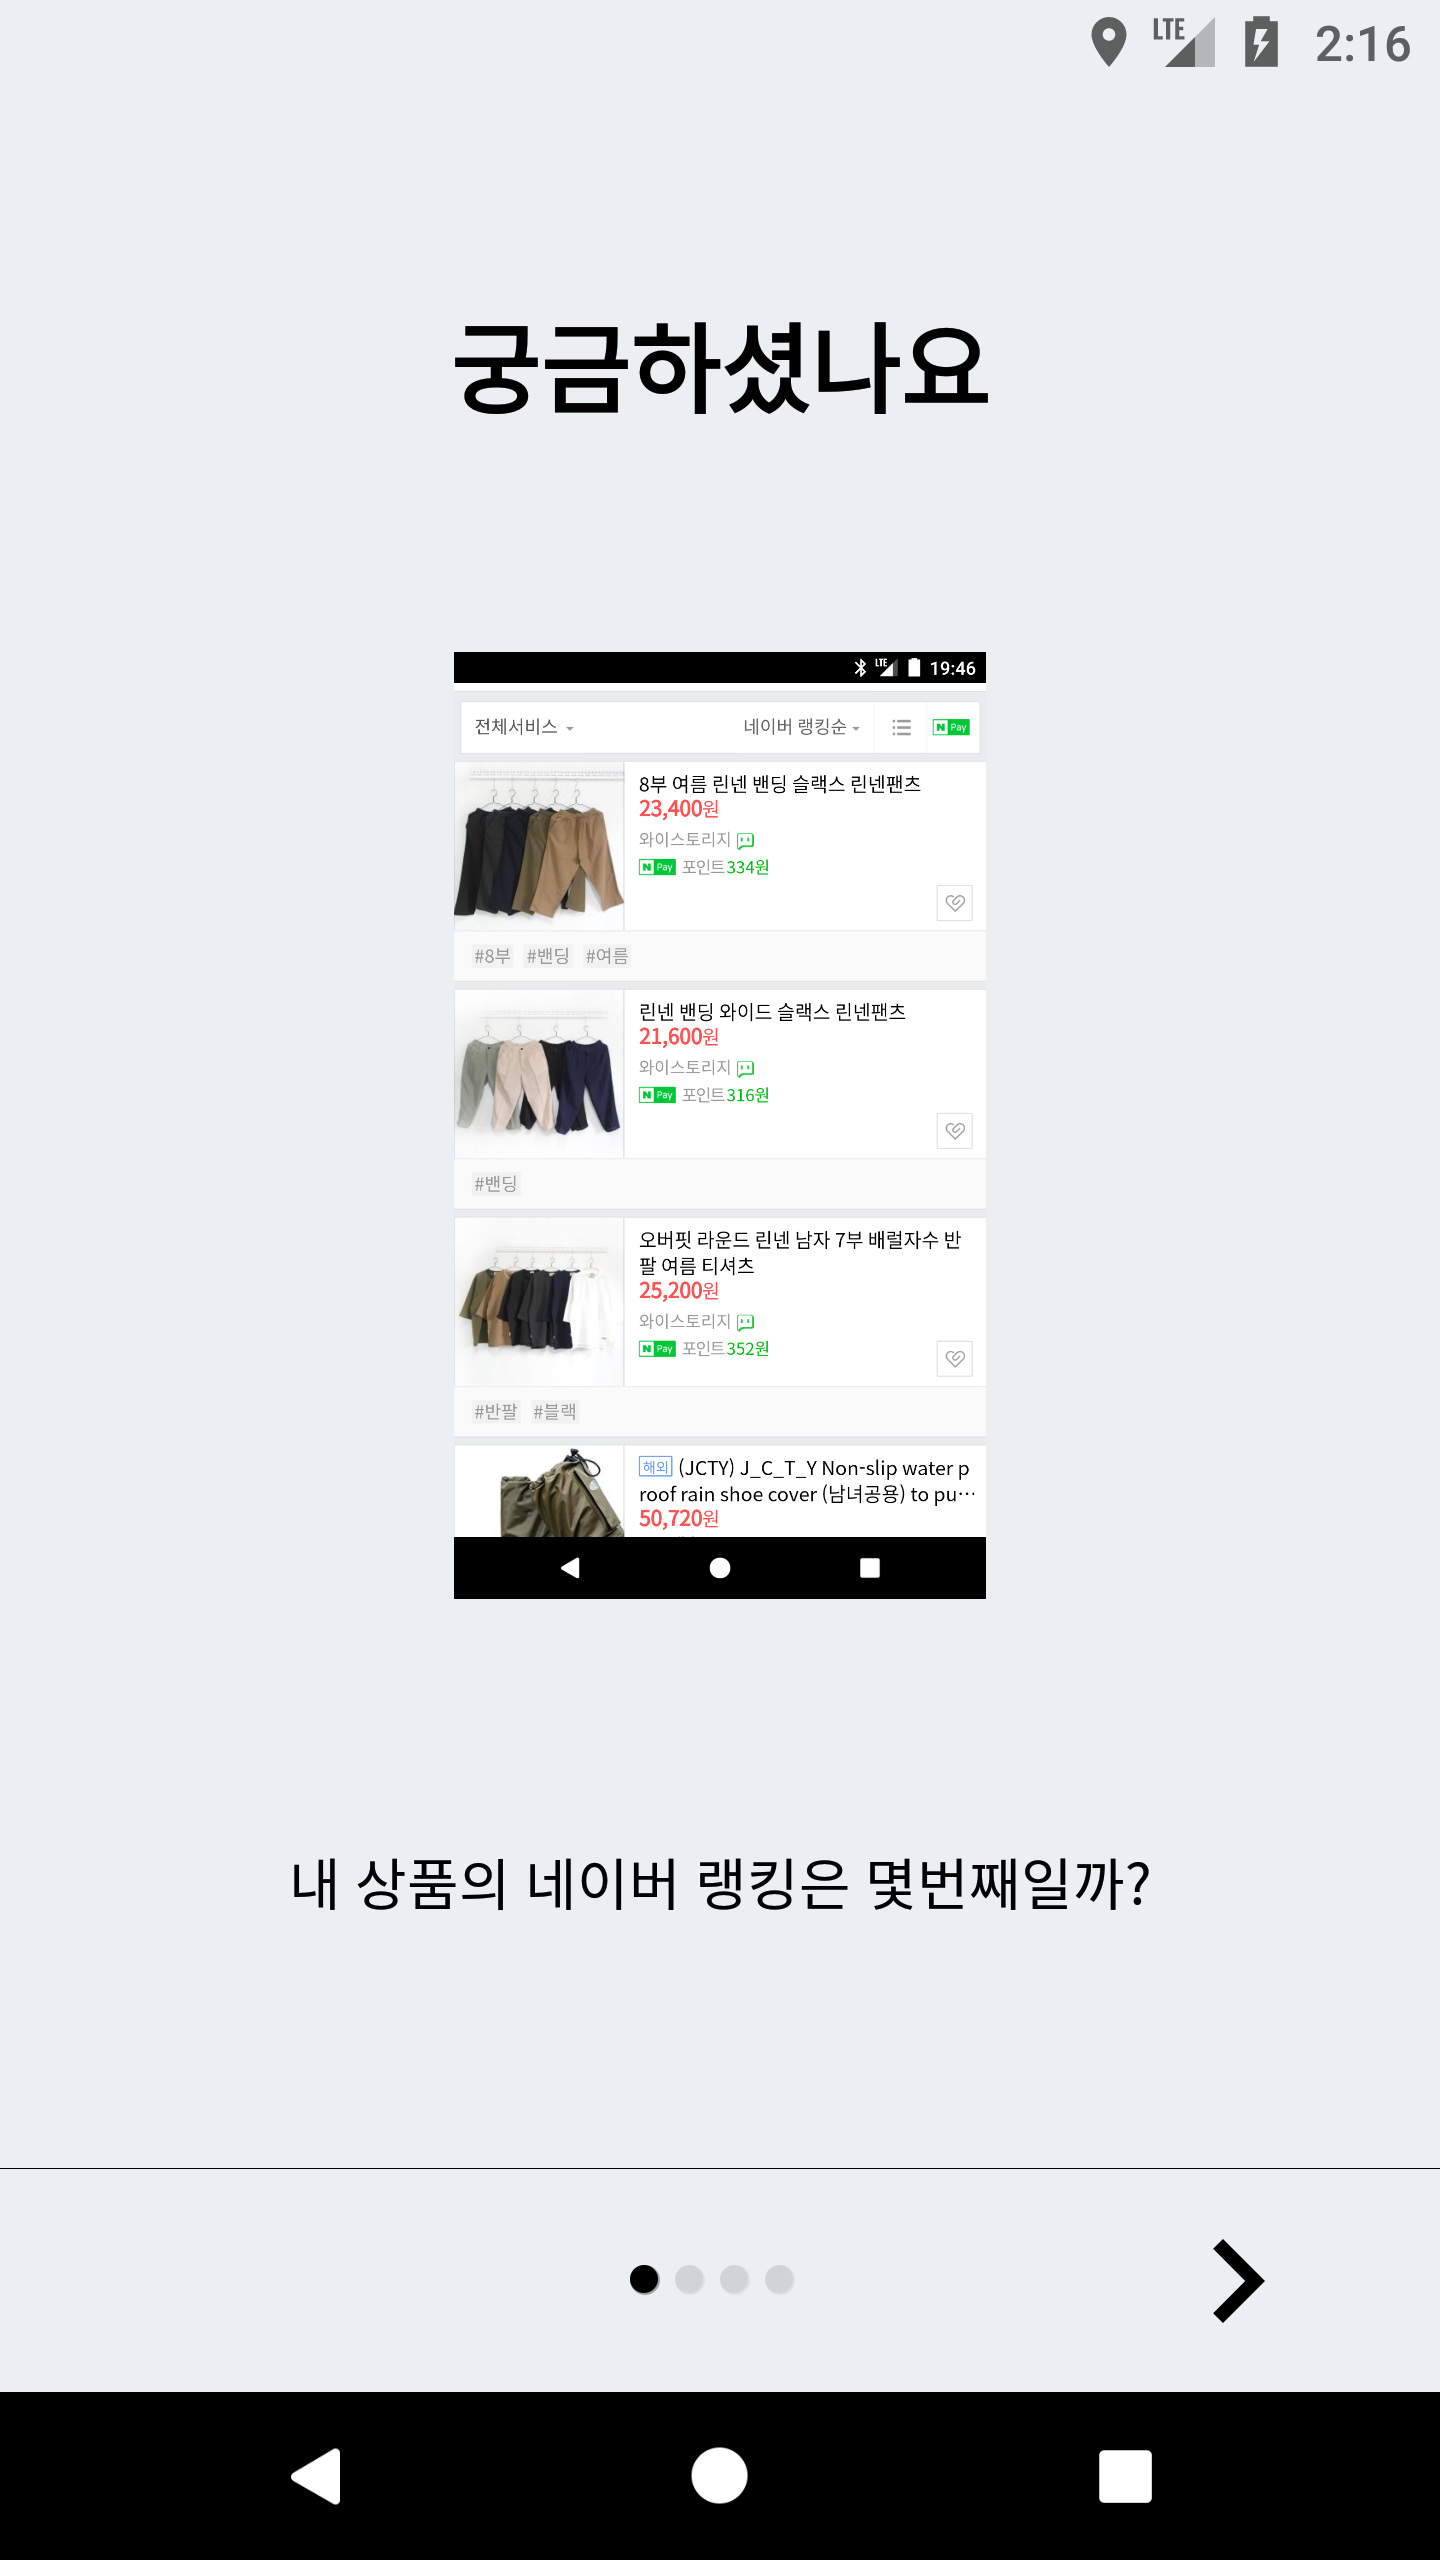 LTE 2:16
궁금하셨나요
LTE 19:46
전체서비스 네이버 랭킹순 N Pay
8부 여름 린넨 밴딩 슬랙스 린넨팬츠
23,400원
와이스토리지
N Pay 포인트 334원
#8부 #밴딩 #여름
린넨 밴딩 와이드 슬랙스 린넨팬츠
21,600원
와이스토리지
N Pay 포인트 316원
#밴딩
오버핏 라운드 린넨 남자 7부 배럴자수 반
팔 여름 티셔츠
25,200원
와이스토리지
N Pay 포인트 352원
#반팔 #블랙
해외 (JCTY) J_C_T_Y Non-slip water p
roof rain shoe cover (남녀공용) to pu…
50,720원
내 상품의 네이버 랭킹은 몇번째일까?